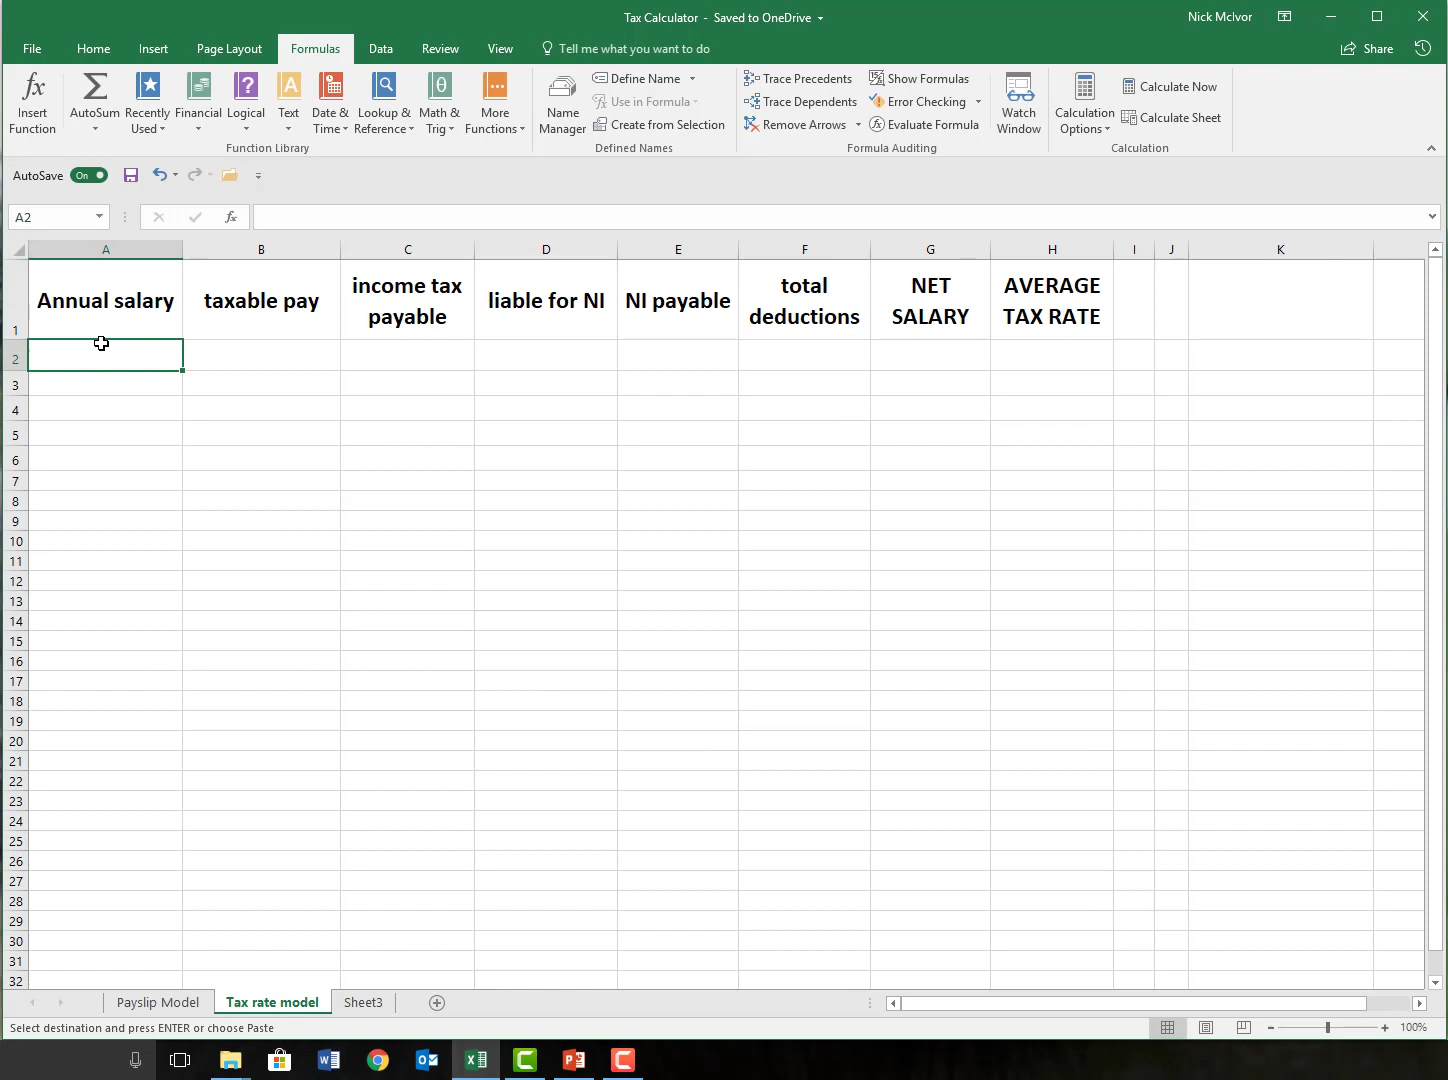 Tax Calculator - Saved to OneDrive
Nick McIvor
File Home Insert Page Layout Formulas Data Review View Tell me what you want to do Share
fx Σ ? A θ
Insert Function
AutoSum
Recently Used
Financial
Logical
Text
Date & Time
Lookup & Reference
Math & Trig
More Functions
Function Library
Name Manager
Define Name
Use in Formula
Create from Selection
Defined Names
Trace Precedents
Trace Dependents
Remove Arrows
Show Formulas
Error Checking
Evaluate Formula
Formula Auditing
Watch Window
Calculation Options
Calculate Now
Calculate Sheet
Calculation
AutoSave On
A2 fx
A B C D E F G H I J K
1 Annual salary taxable pay income tax payable liable for NI NI payable total deductions NET SALARY AVERAGE TAX RATE
2
3
4
5
6
7
8
9
10
11
12
13
14
15
16
17
18
19
20
21
22
23
24
25
26
27
28
29
30
31
32
Payslip Model Tax rate model Sheet3
Select destination and press ENTER or choose Paste
100%